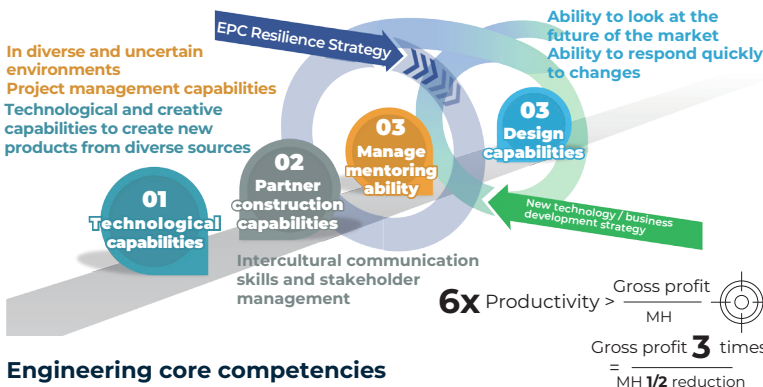 EPC Resilience Strategy
Ability to look at the
future of the market
Ability to respond quickly
to changes
In diverse and uncertain
environments
Project management capabilities
Technological and creative
capabilities to create new
products from diverse sources
01
Technological
capabilities
02
Partner
construction
capabilities
03
Manage
mentoring
ability
03
Design
capabilities
New technology / business
development strategy
Intercultural communication
skills and stakeholder
management
6x Productivity > Gross profit
MH
Gross profit 3 times
=
MH 1/2 reduction
Engineering core competencies